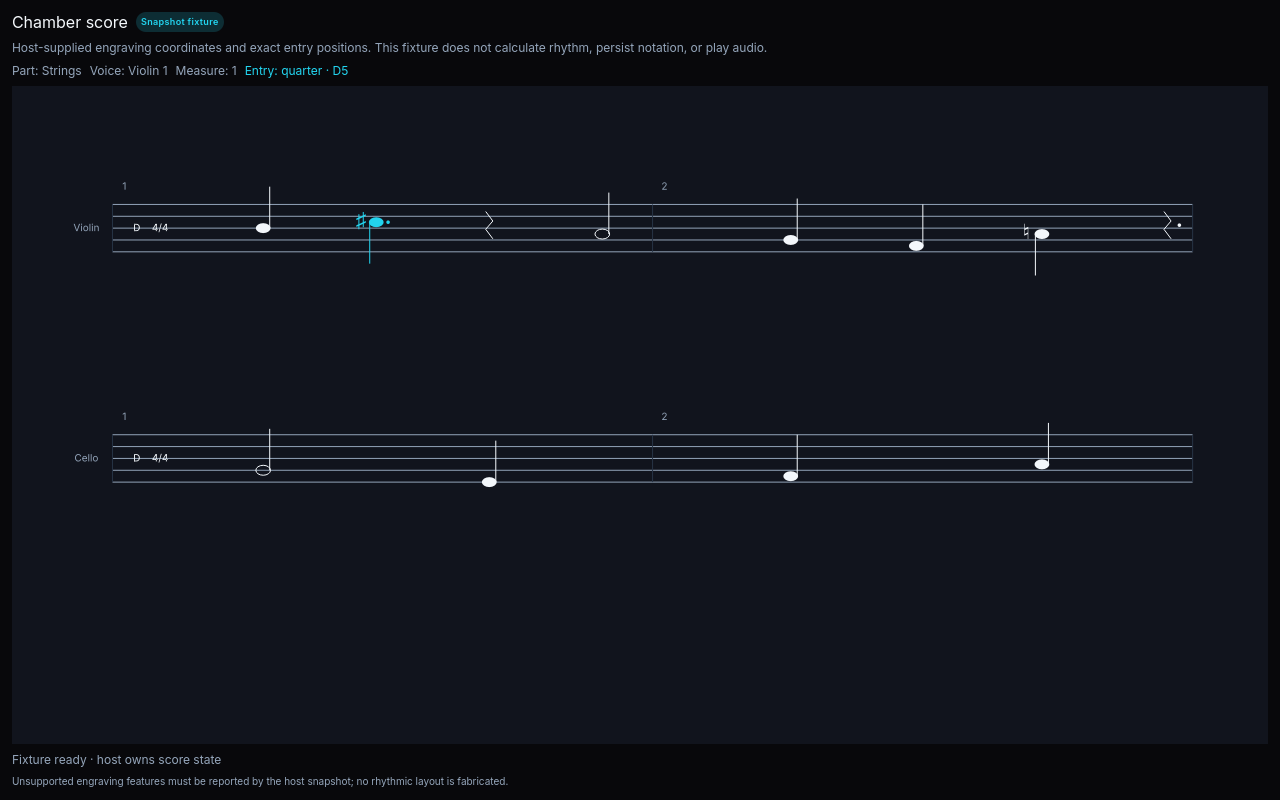 Chamber score Snapshot fixture
Host-supplied engraving coordinates and exact entry positions. This fixture does not calculate rhythm, persist notation, or play audio.
Part: Strings Voice: Violin 1 Measure: 1 Entry: quarter · D5
1 2
Violin D 4/4
1 2
Cello D 4/4
Fixture ready · host owns score state
Unsupported engraving features must be reported by the host snapshot; no rhythmic layout is fabricated.